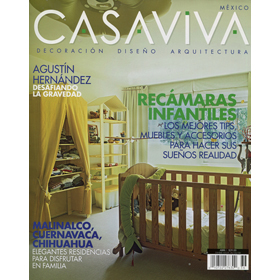 MÉXICO
CASAVIVA
DECORACIÓN DISEÑO ARQUITECTURA
AGUSTÍN
HERNÁNDEZ
DESAFIANDO
LA GRAVEDAD
RECÁMARAS
INFANTILES
LOS MEJORES TIPS,
MUEBLES Y ACCESORIOS
PARA HACER SUS
SUEÑOS REALIDAD
MALINALCO,
CUERNAVACA,
CHIHUAHUA
ELEGANTES RESIDENCIAS
PARA DISFRUTAR
EN FAMILIA